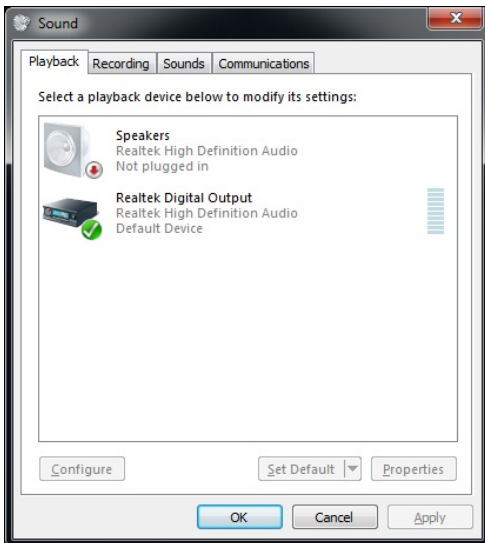 Sound
Playback Recording Sounds Communications
Select a playback device below to modify its settings:
Speakers
Realtek High Definition Audio
Not plugged in
Realtek Digital Output
Realtek High Definition Audio
Default Device
Configure Set Default Properties
OK Cancel Apply